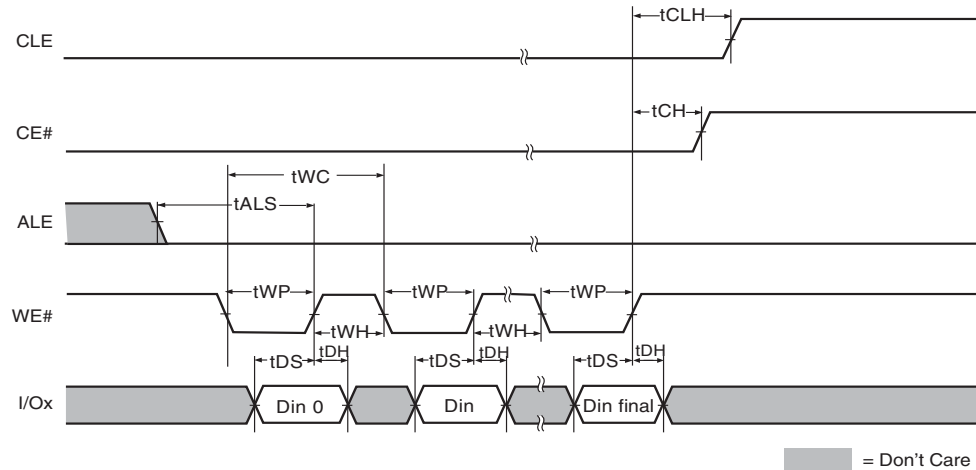 tCLH
CLE
tCH
CE#
tWC
tALS
ALE
tWP tWP tWP
WE#
tWH tWH
tDS tDH tDS tDH tDS tDH
I/Ox Din 0 Din Din final
= Don't Care